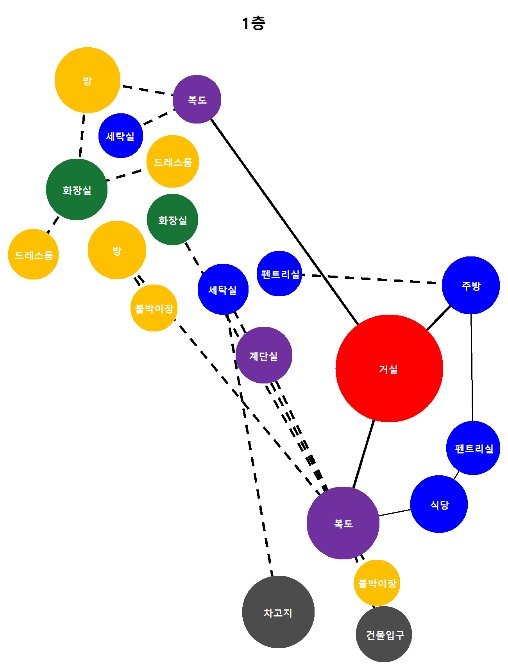 1층
방
복도
세탁실
드레스룸
화장실
화장실
방
드레스룸
펜트리실
세탁실
주방
붙박이장
계단실
거실
펜트리실
식당
복도
붙박이장
차고지
건물입구